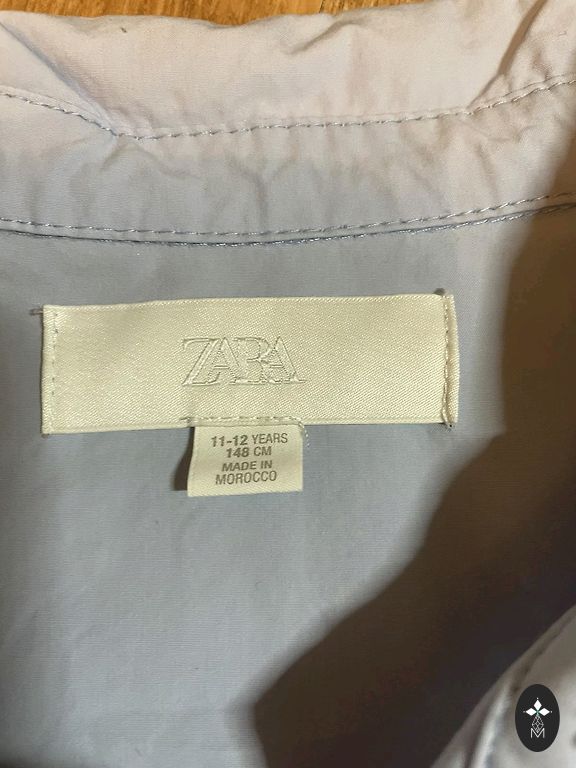 ZARA
11-12 YEARS
148 CM
MADE IN
MOROCCO
M